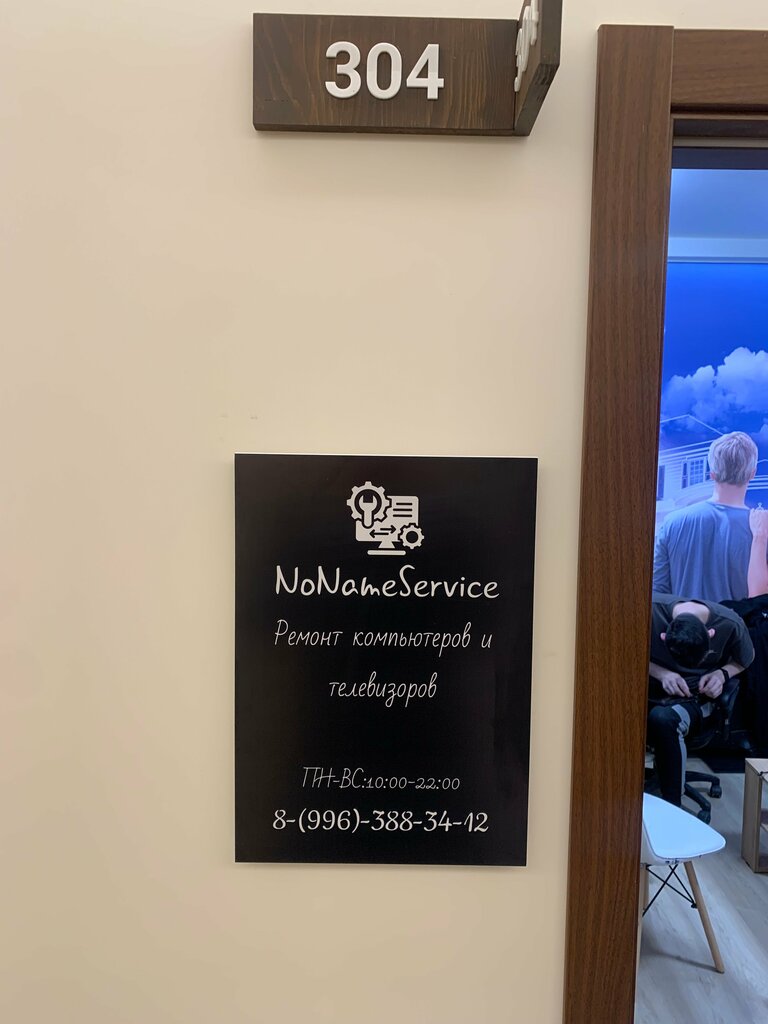 304
NoNameService
Ремонт компьютеров и
телевизоров
ПН-ВС:10:00-22:00
8-(996)-388-34-12